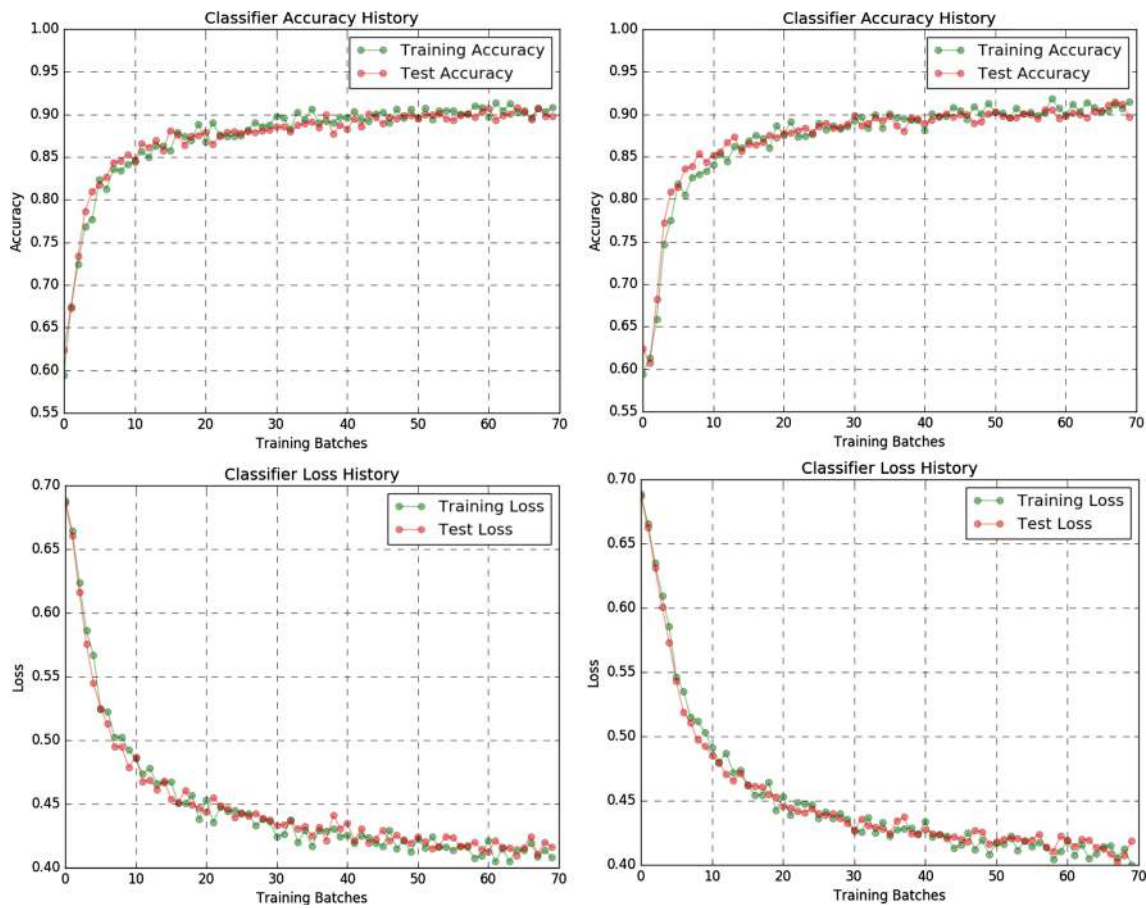 Classifier Accuracy History
1.00
0.95
0.90
0.85
0.80
0.75
0.70
0.65
0.60
0.55
Accuracy
Training Accuracy
Test Accuracy
0 10 20 30 40 50 60 70
Training Batches
Classifier Accuracy History
1.00
0.95
0.90
0.85
0.80
0.75
0.70
0.65
0.60
0.55
Accuracy
Training Accuracy
Test Accuracy
0 10 20 30 40 50 60 70
Training Batches
Classifier Loss History
0.70
0.65
0.60
0.55
0.50
0.45
0.40
Loss
Training Loss
Test Loss
0 10 20 30 40 50 60 70
Training Batches
Classifier Loss History
0.70
0.65
0.60
0.55
0.50
0.45
0.40
Loss
Training Loss
Test Loss
0 10 20 30 40 50 60 70
Training Batches